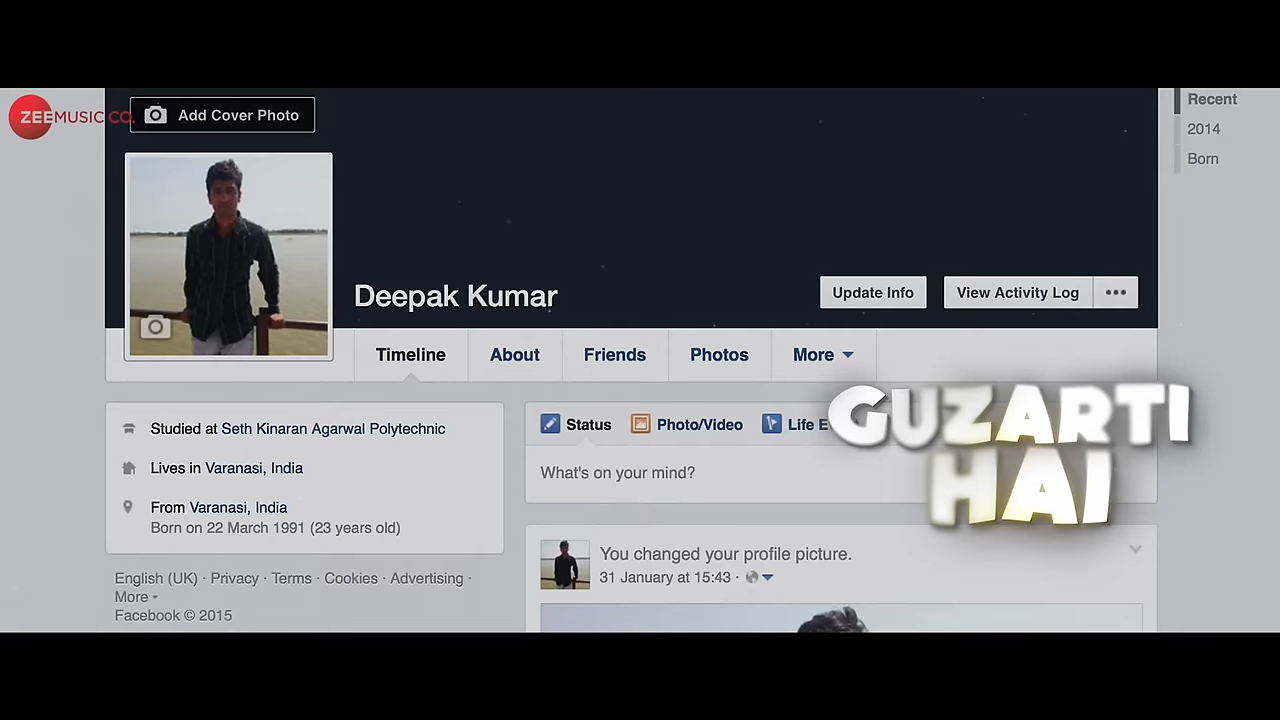 ZEEMUSIC CO.
Add Cover Photo
Recent
2014
Born
Deepak Kumar
Update Info
View Activity Log
Timeline
About
Friends
Photos
More
Studied at Seth Kinaran Agarwal Polytechnic
Lives in Varanasi, India
From Varanasi, India
Born on 22 March 1991 (23 years old)
English (UK) · Privacy · Terms · Cookies · Advertising ·
More
Facebook © 2015
Status
Photo/Video
Life E
What's on your mind?
GUZARTI
HAI
You changed your profile picture.
31 January at 15:43 ·